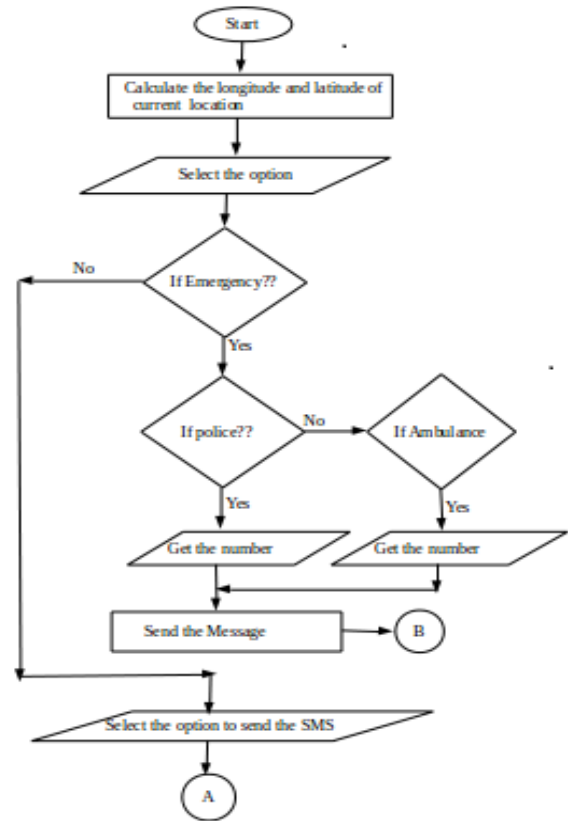 Start
Calculate the longitude and latitude of
current location
Select the option
No
If Emergency??
Yes
If police??
No
If Ambulance
Yes
Yes
Get the number
Get the number
Send the Message
B
Select the option to send the SMS
A